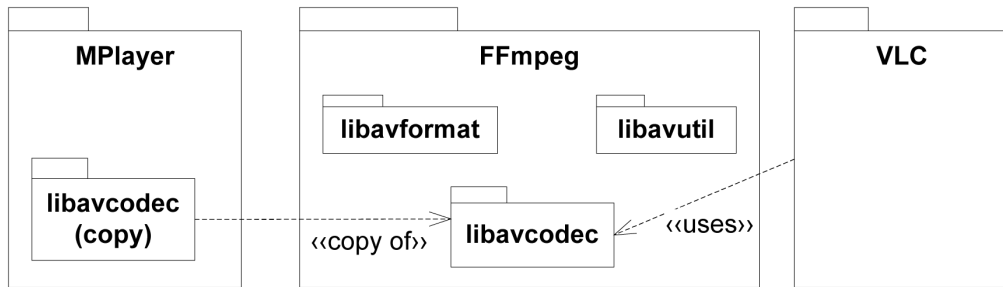 MPlayer
FFmpeg
VLC
libavformat
libavutil
libavcodec
(copy)
‹‹copy of››
libavcodec
‹‹uses››